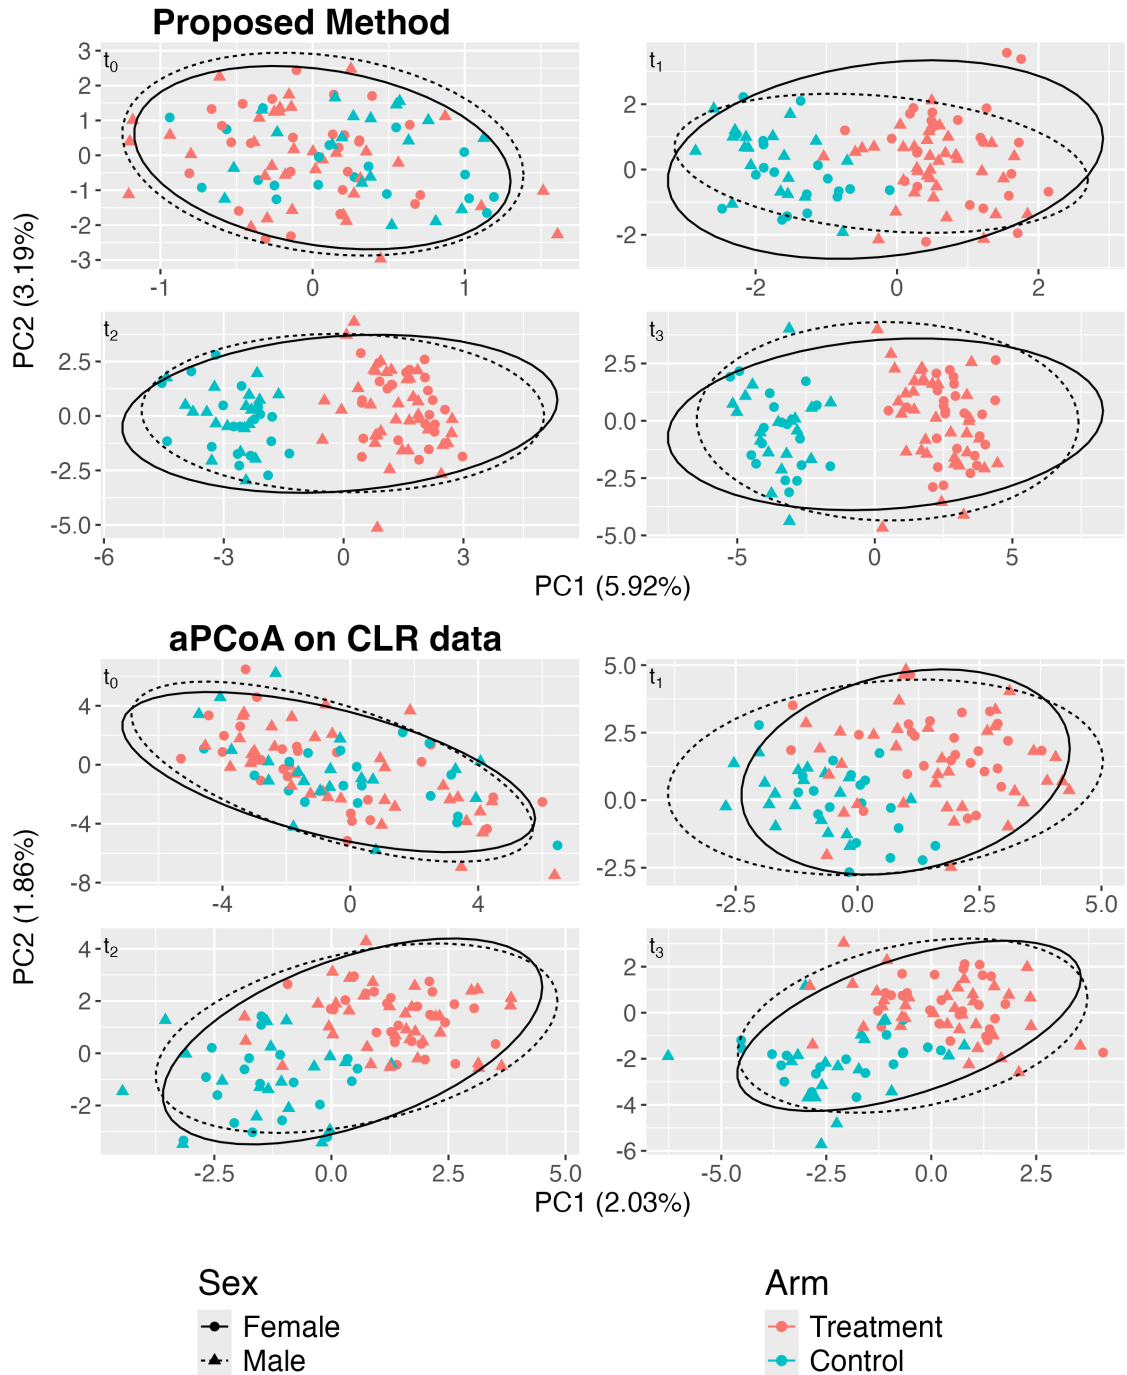 Proposed Method
PC2 (3.19%)
t0
3
2
1
0
-1
-2
-3
-1 0 1
t1
2
0
-2
-2 0 2
t2
2.5
0.0
-2.5
-5.0
-6 -3 0 3
t3
2.5
0.0
-2.5
-5.0
-5 0 5
PC1 (5.92%)
aPCoA on CLR data
PC2 (1.86%)
t0
4
0
-4
-8
-4 0 4
t1
5.0
2.5
0.0
-2.5
-2.5 0.0 2.5 5.0
t2
4
2
0
-2
-2.5 0.0 2.5 5.0
t3
2
0
-2
-4
-6
-5.0 -2.5 0.0 2.5
PC1 (2.03%)
Sex
Female
Male
Arm
Treatment
Control